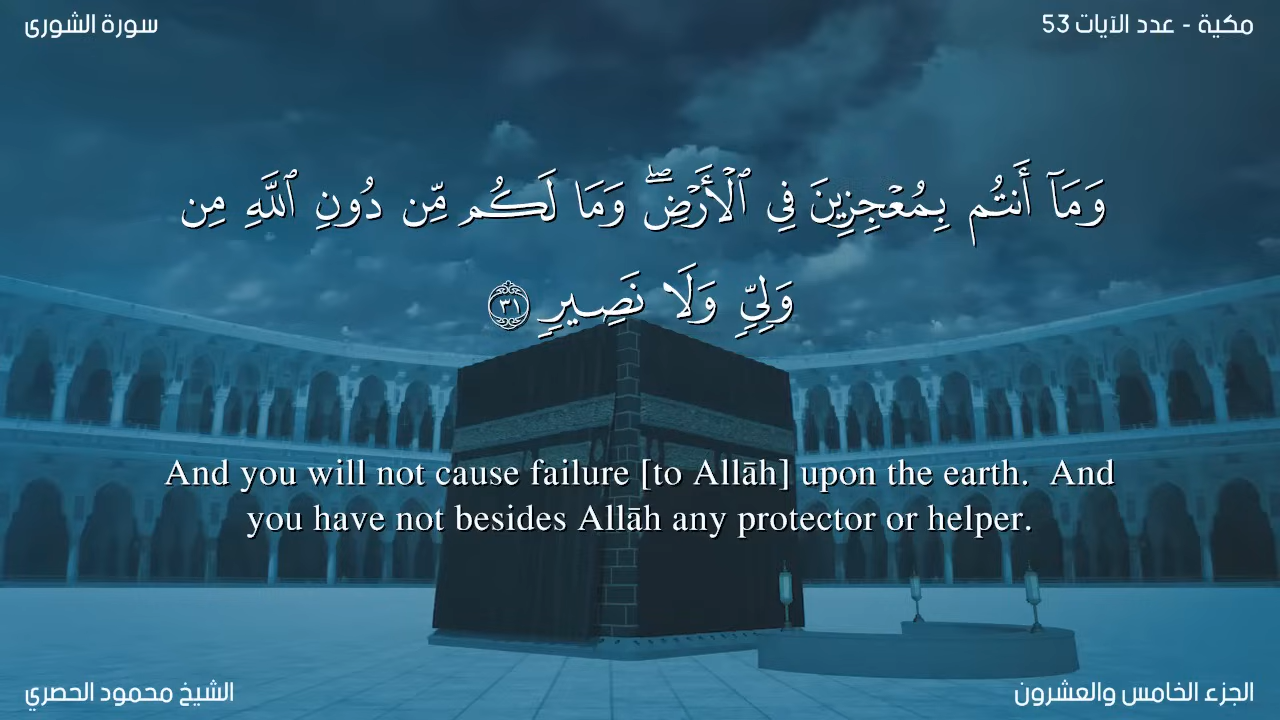 سورة الشورى
مكية - عدد الآيات 53
وَمَآ أَنتُم بِمُعْجِزِينَ فِى ٱلْأَرْضِ ۖ وَمَا لَكُم مِّن دُونِ ٱللَّهِ مِن
وَلِىٍّ وَلَا نَصِيرٍ ٣١
And you will not cause failure [to Allāh] upon the earth. And
you have not besides Allāh any protector or helper.
الشيخ محمود الحصري
الجزء الخامس والعشرون